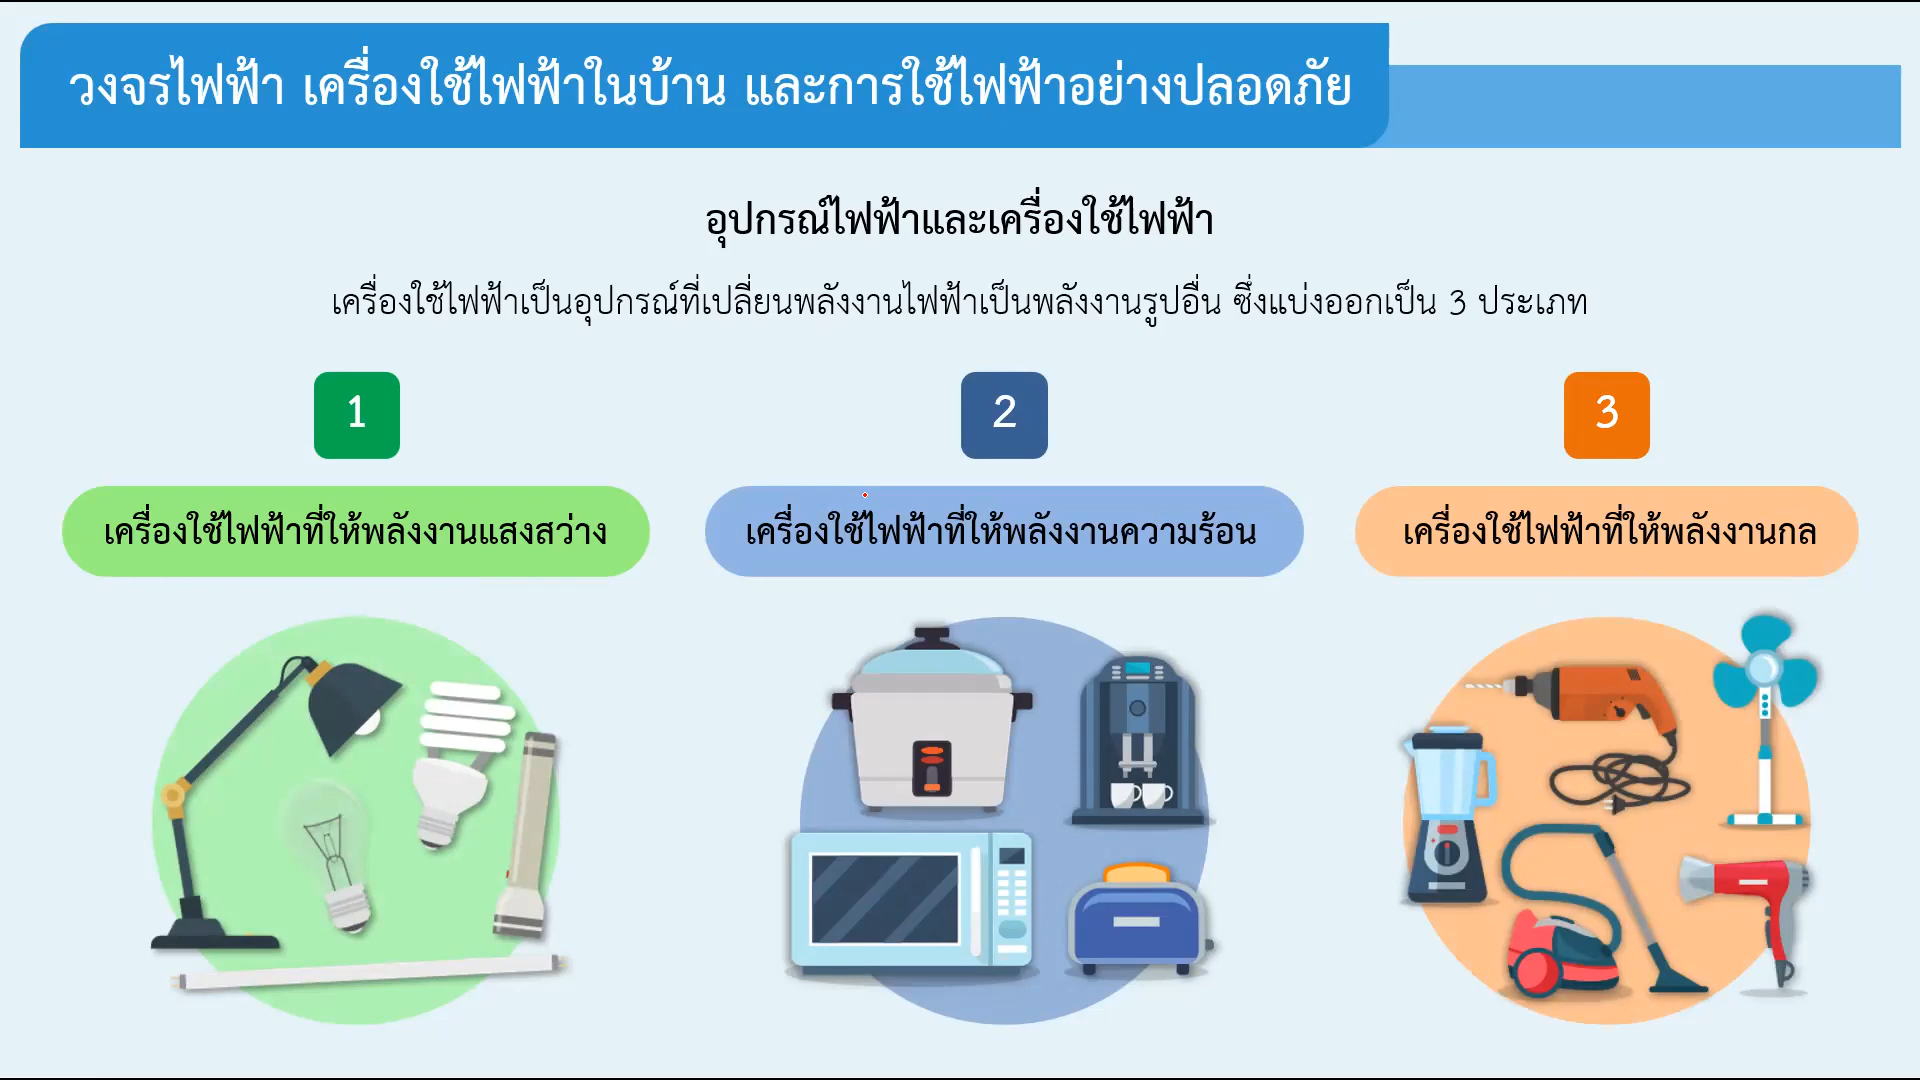 วงจรไฟฟ้า เครื่องใช้ไฟฟ้าในบ้าน และการใช้ไฟฟ้าอย่างปลอดภัย
อุปกรณ์ไฟฟ้าและเครื่องใช้ไฟฟ้า
เครื่องใช้ไฟฟ้าเป็นอุปกรณ์ที่เปลี่ยนพลังงานไฟฟ้าเป็นพลังงานรูปอื่น ซึ่งแบ่งออกเป็น 3 ประเภท
1
เครื่องใช้ไฟฟ้าที่ให้พลังงานแสงสว่าง
2
เครื่องใช้ไฟฟ้าที่ให้พลังงานความร้อน
3
เครื่องใช้ไฟฟ้าที่ให้พลังงานกล